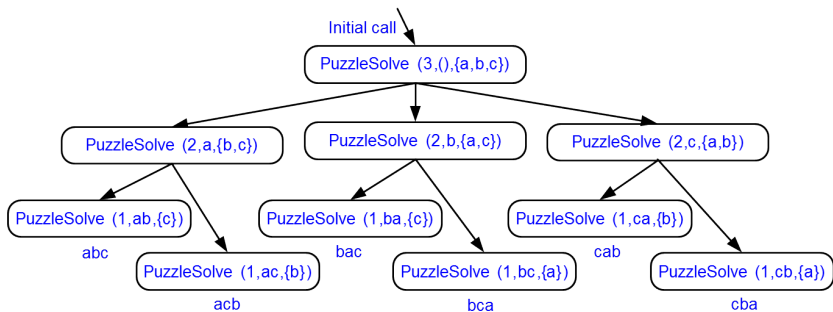 Initial call
PuzzleSolve (3,(),{a,b,c})
PuzzleSolve (2,a,{b,c})
PuzzleSolve (2,b,{a,c})
PuzzleSolve (2,c,{a,b})
PuzzleSolve (1,ab,{c})
abc
PuzzleSolve (1,ba,{c})
bac
PuzzleSolve (1,ca,{b})
cab
PuzzleSolve (1,ac,{b})
acb
PuzzleSolve (1,bc,{a})
bca
PuzzleSolve (1,cb,{a})
cba